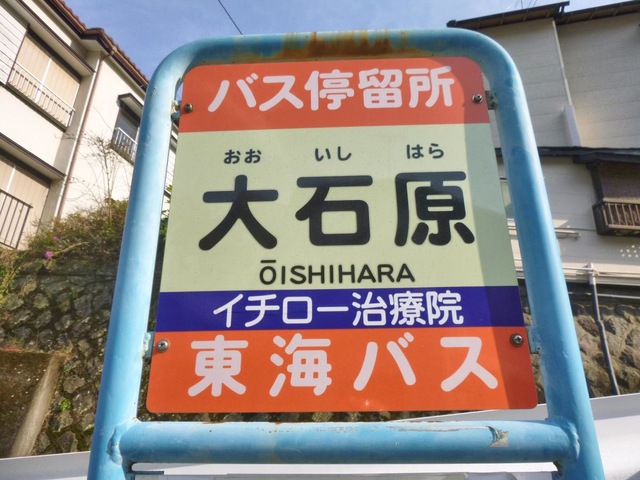 バス停留所
おお いし はら
大石原
ŌISHIHARA
イチロー治療院
東海バス